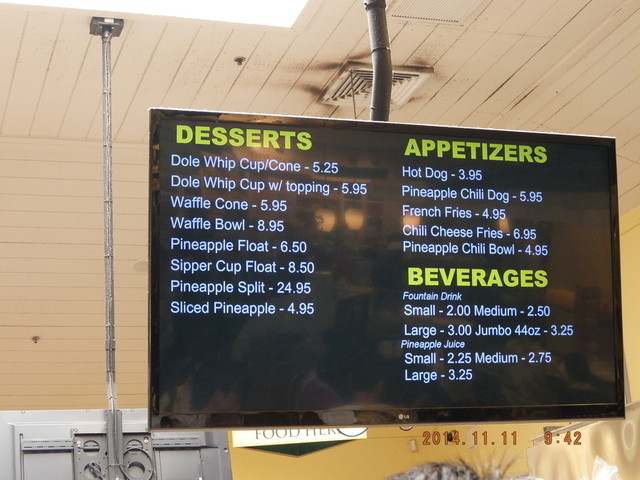 DESSERTS
Dole Whip Cup/Cone - 5.25
Dole Whip Cup w/ topping - 5.95
Waffle Cone - 5.95
Waffle Bowl - 8.95
Pineapple Float - 6.50
Sipper Cup Float - 8.50
Pineapple Split - 24.95
Sliced Pineapple - 4.95
APPETIZERS
Hot Dog - 3.95
Pineapple Chili Dog - 5.95
French Fries - 4.95
Chili Cheese Fries - 6.95
Pineapple Chili Bowl - 4.95
BEVERAGES
Fountain Drink
Small - 2.00 Medium - 2.50
Large - 3.00 Jumbo 44oz - 3.25
Pineapple Juice
Small - 2.25 Medium - 2.75
Large - 3.25
LG
FOOD HER
2014.11.11 9:42